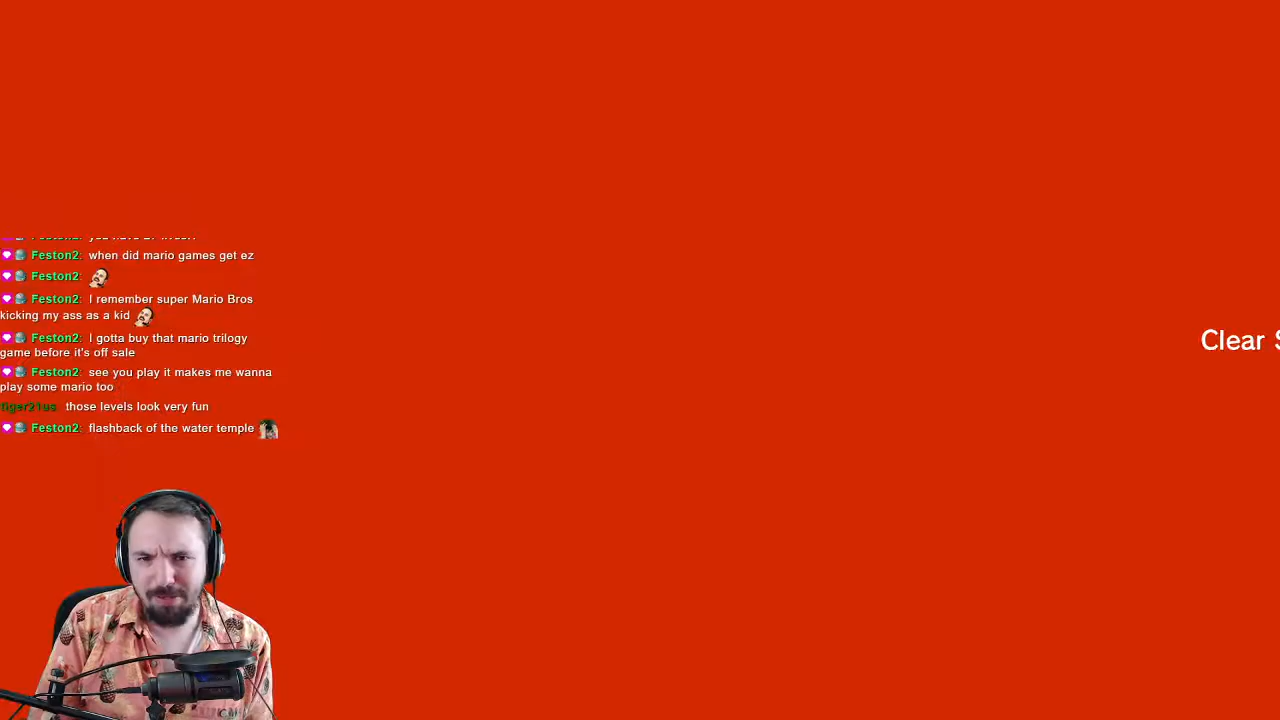 Feston2: when did mario games get ez
Feston2:
Feston2: I remember super Mario Bros
kicking my ass as a kid
Feston2: I gotta buy that mario trilogy
game before it's off sale
Feston2: see you play it makes me wanna
play some mario too
Tiger21us those levels look very fun
Feston2: flashback of the water temple
Clear